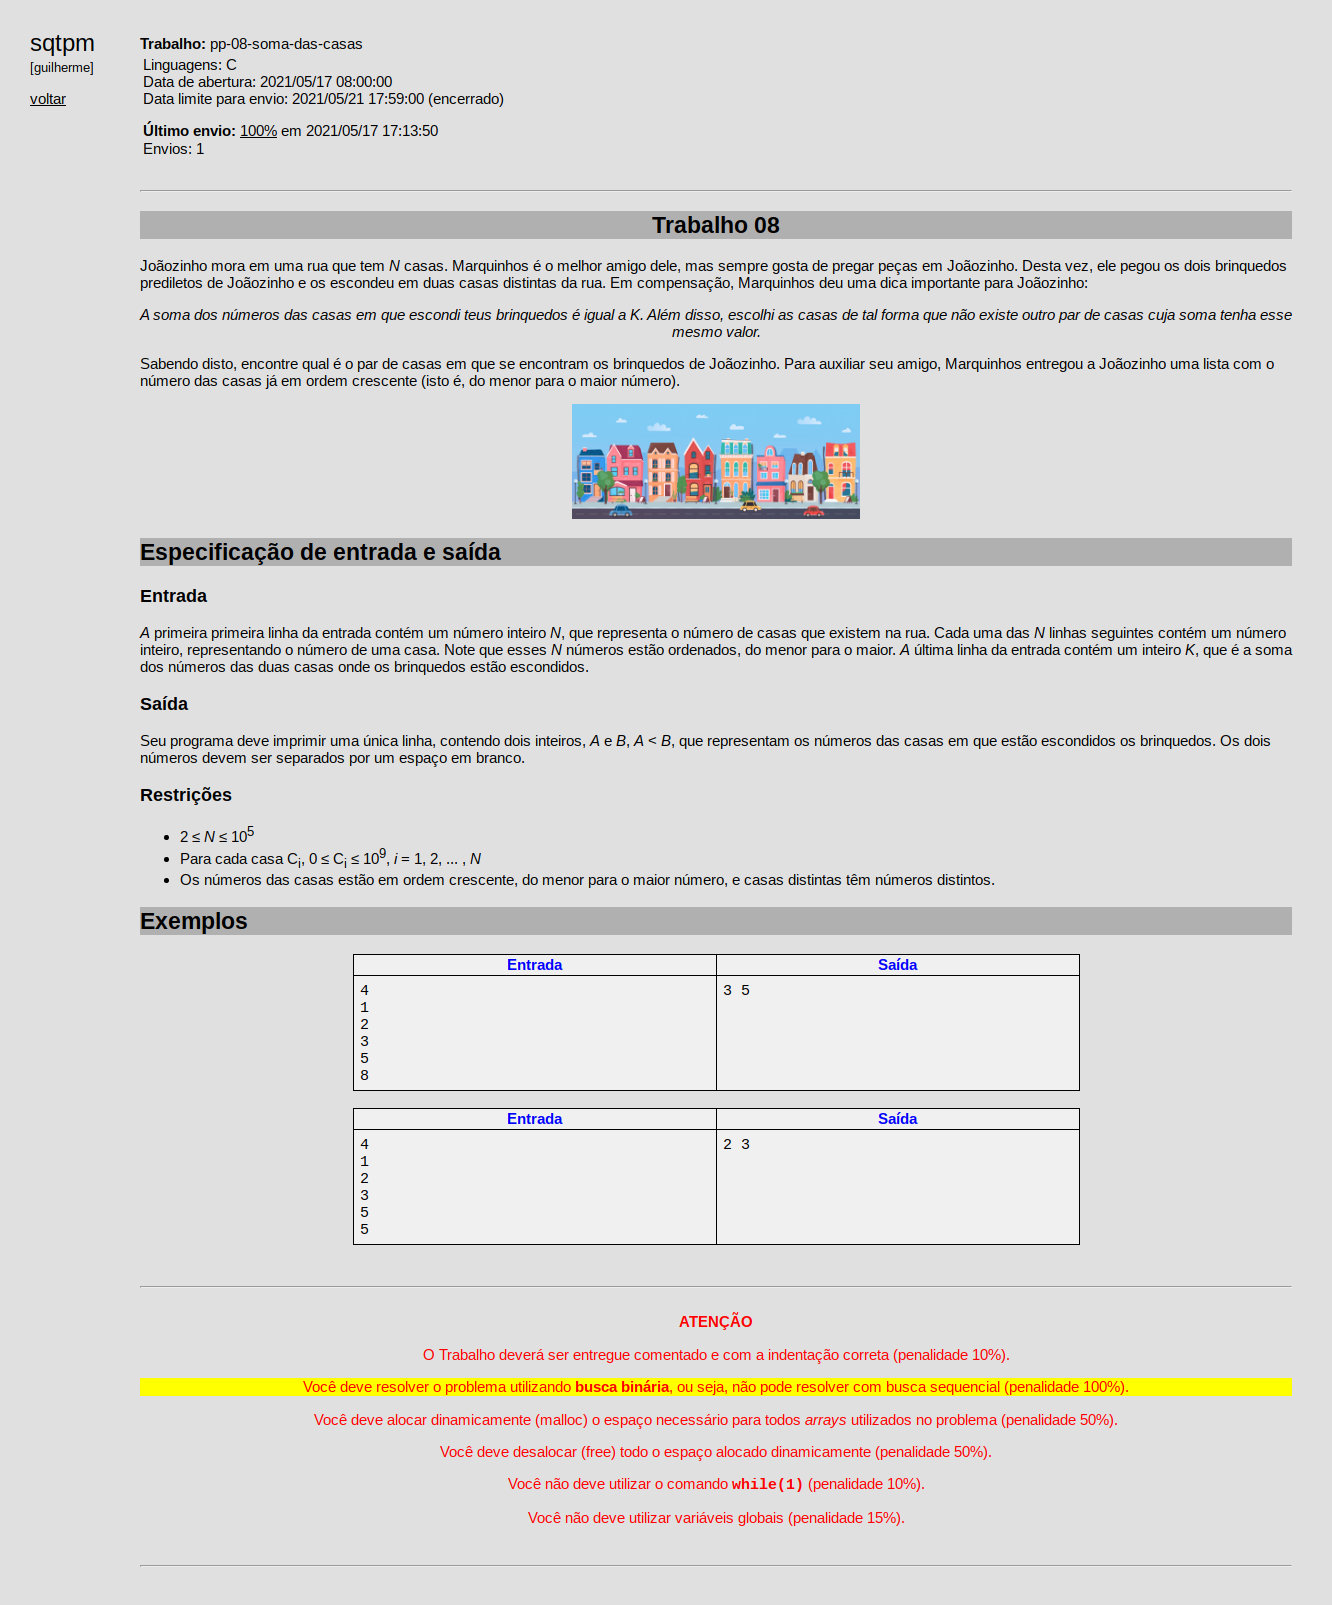 sqtpm
[guilherme]
voltar
Trabalho: pp-08-soma-das-casas
Linguagens: C
Data de abertura: 2021/05/17 08:00:00
Data limite para envio: 2021/05/21 17:59:00 (encerrado)
Último envio: 100% em 2021/05/17 17:13:50
Envios: 1
Trabalho 08
Joãozinho mora em uma rua que tem N casas. Marquinhos é o melhor amigo dele, mas sempre gosta de pregar peças em Joãozinho. Desta vez, ele pegou os dois brinquedos
prediletos de Joãozinho e os escondeu em duas casas distintas da rua. Em compensação, Marquinhos deu uma dica importante para Joãozinho:
A soma dos números das casas em que escondi teus brinquedos é igual a K. Além disso, escolhi as casas de tal forma que não existe outro par de casas cuja soma tenha esse
mesmo valor.
Sabendo disto, encontre qual é o par de casas em que se encontram os brinquedos de Joãozinho. Para auxiliar seu amigo, Marquinhos entregou a Joãozinho uma lista com o
número das casas já em ordem crescente (isto é, do menor para o maior número).
Especificação de entrada e saída
Entrada
A primeira primeira linha da entrada contém um número inteiro N, que representa o número de casas que existem na rua. Cada uma das N linhas seguintes contém um número
inteiro, representando o número de uma casa. Note que esses N números estão ordenados, do menor para o maior. A última linha da entrada contém um inteiro K, que é a soma
dos números das duas casas onde os brinquedos estão escondidos.
Saída
Seu programa deve imprimir uma única linha, contendo dois inteiros, A e B, A < B, que representam os números das casas em que estão escondidos os brinquedos. Os dois
números devem ser separados por um espaço em branco.
Restrições
• 2 ≤ N ≤ 10^5
• Para cada casa C_i, 0 ≤ C_i ≤ 10^9, i = 1, 2, ... , N
• Os números das casas estão em ordem crescente, do menor para o maior número, e casas distintas têm números distintos.
Exemplos
Entrada Saída
4 3 5
1
2
3
5
8
Entrada Saída
4 2 3
1
2
3
5
5
ATENÇÃO
O Trabalho deverá ser entregue comentado e com a indentação correta (penalidade 10%).
Você deve resolver o problema utilizando busca binária, ou seja, não pode resolver com busca sequencial (penalidade 100%).
Você deve alocar dinamicamente (malloc) o espaço necessário para todos arrays utilizados no problema (penalidade 50%).
Você deve desalocar (free) todo o espaço alocado dinamicamente (penalidade 50%).
Você não deve utilizar o comando while(1) (penalidade 10%).
Você não deve utilizar variáveis globais (penalidade 15%).